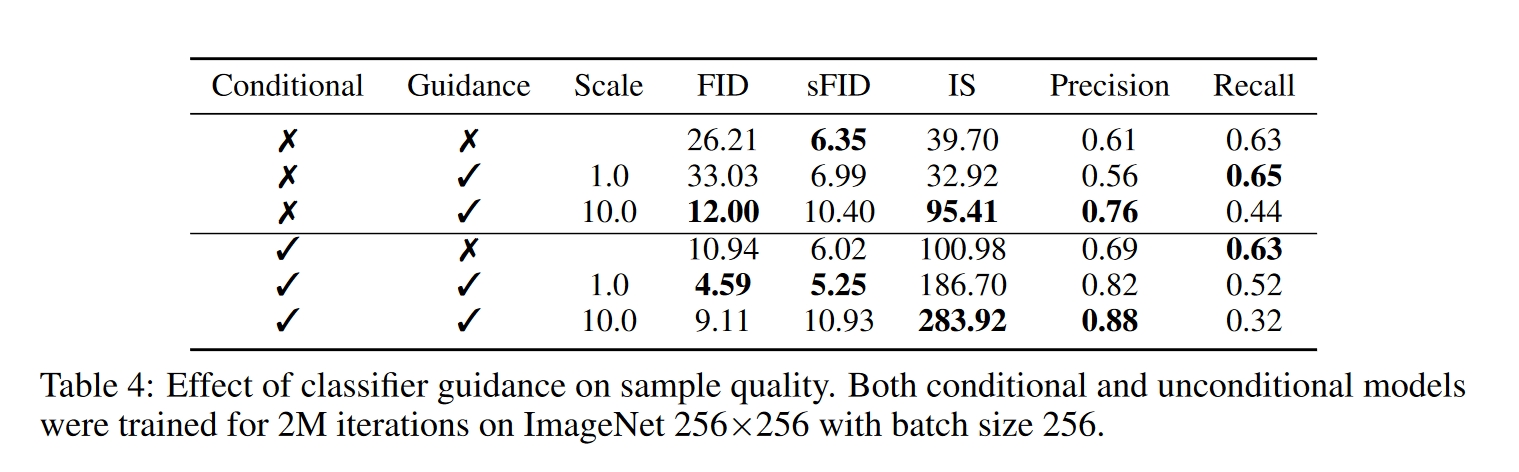 Conditional Guidance Scale FID sFID IS Precision Recall
✗ ✗ 26.21 6.35 39.70 0.61 0.63
✗ ✓ 1.0 33.03 6.99 32.92 0.56 0.65
✗ ✓ 10.0 12.00 10.40 95.41 0.76 0.44
✓ ✗ 10.94 6.02 100.98 0.69 0.63
✓ ✓ 1.0 4.59 5.25 186.70 0.82 0.52
✓ ✓ 10.0 9.11 10.93 283.92 0.88 0.32
Table 4: Effect of classifier guidance on sample quality. Both conditional and unconditional models
were trained for 2M iterations on ImageNet 256×256 with batch size 256.